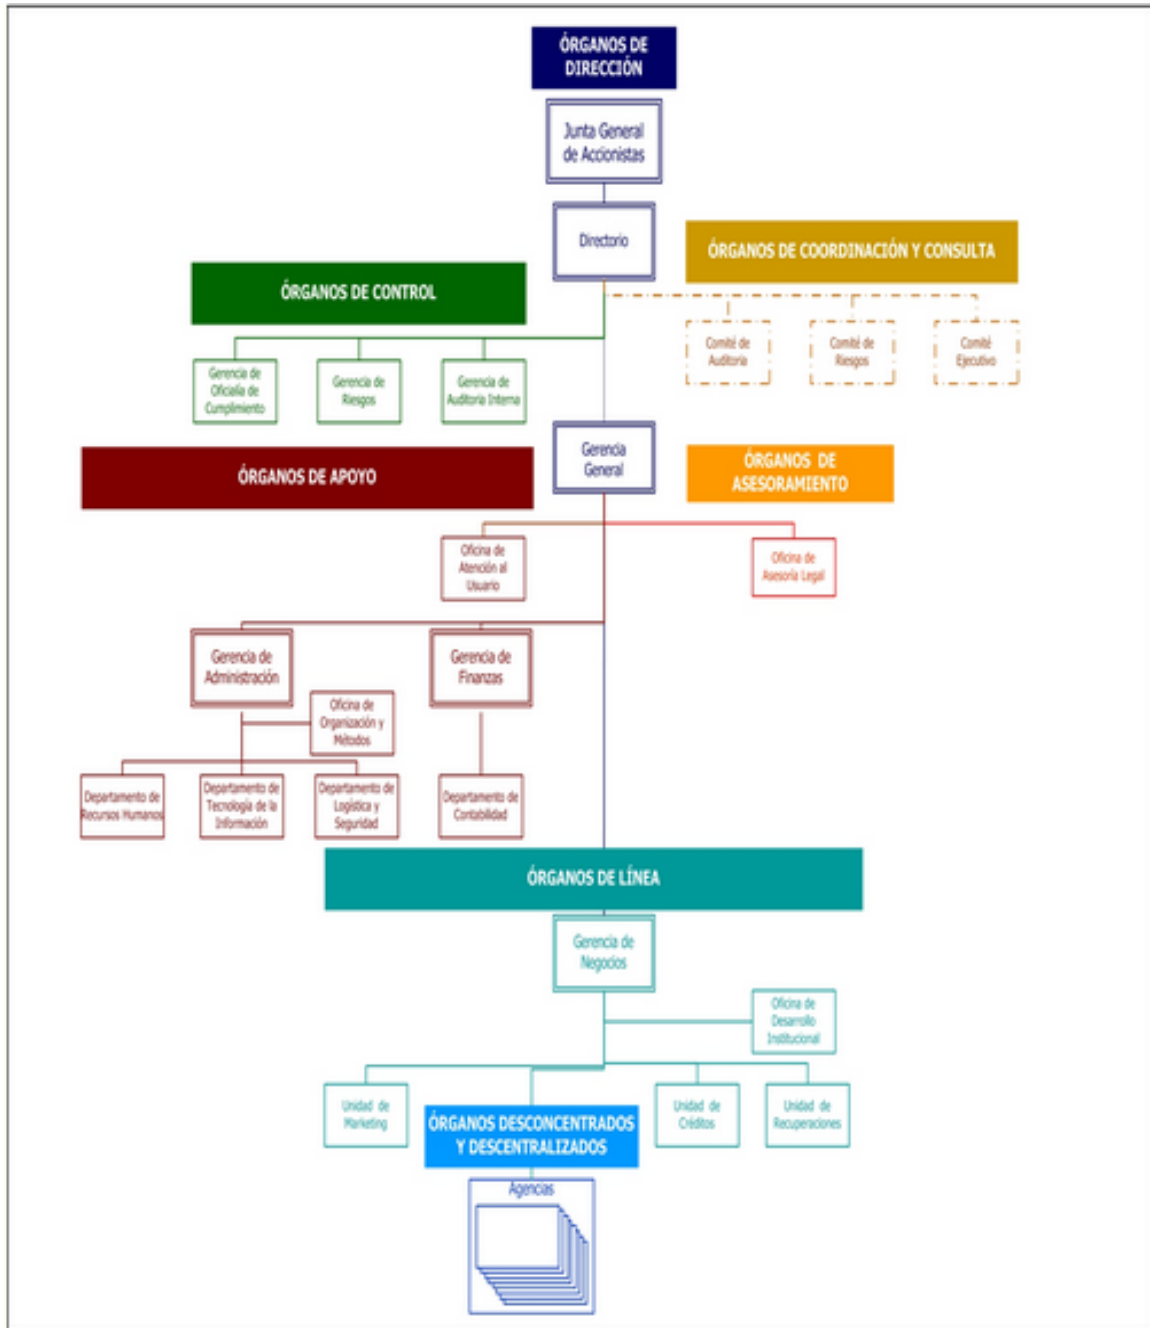 ÓRGANOS DE
DIRECCIÓN
Junta General
de Accionistas
Directorio
ÓRGANOS DE COORDINACIÓN Y CONSULTA
ÓRGANOS DE CONTROL
Comité de
Auditoria
Comité de
Riesgos
Comité
Ejecutivo
Gerencia de
Oficialía de
Cumplimiento
Gerencia de
Riesgos
Gerencia de
Auditoria Interna
Gerencia
General
ÓRGANOS DE APOYO
ÓRGANOS DE
ASESORAMIENTO
Oficina de
Atención al
Usuario
Oficina de
Asesoría Legal
Gerencia de
Administración
Gerencia de
Finanzas
Oficina de
Organización y
Métodos
Departamento de
Recursos Humanos
Departamento de
Tecnología de la
Información
Departamento de
Logística y
Seguridad
Departamento de
Contabilidad
ÓRGANOS DE LÍNEA
Gerencia de
Negocios
Oficina de
Desarrollo
Institucional
Unidad de
Marketing
ÓRGANOS DESCONCENTRADOS
Y DESCENTRALIZADOS
Unidad de
Créditos
Unidad de
Recuperaciones
Agencias